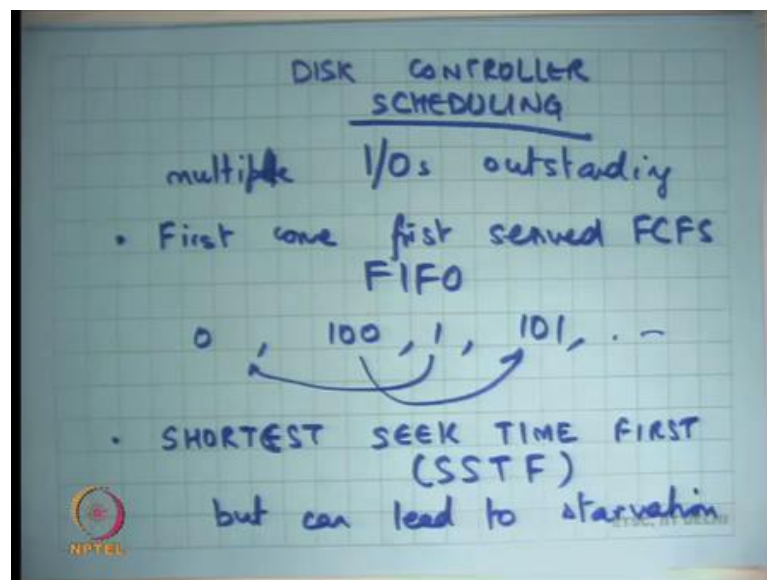 DISK CONTROLLER
SCHEDULING
multiple I/Os outstanding
• First come first served FCFS
FIFO
0 , 100 , 1 , 101 , . –
• SHORTEST SEEK TIME FIRST
(SSTF)
but can lead to starvation
NPTEL